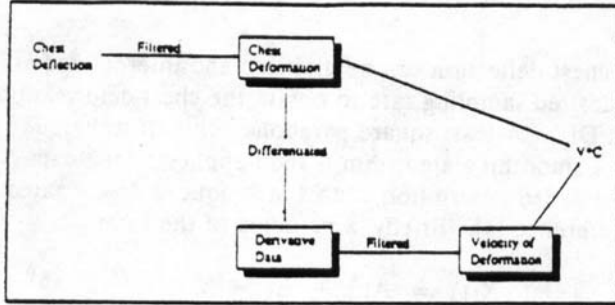 Chest
Deflection
Filtered
Chest
Deformation
Differentiated
V*C
Derivative
Data
Filtered
Velocity of
Deformation